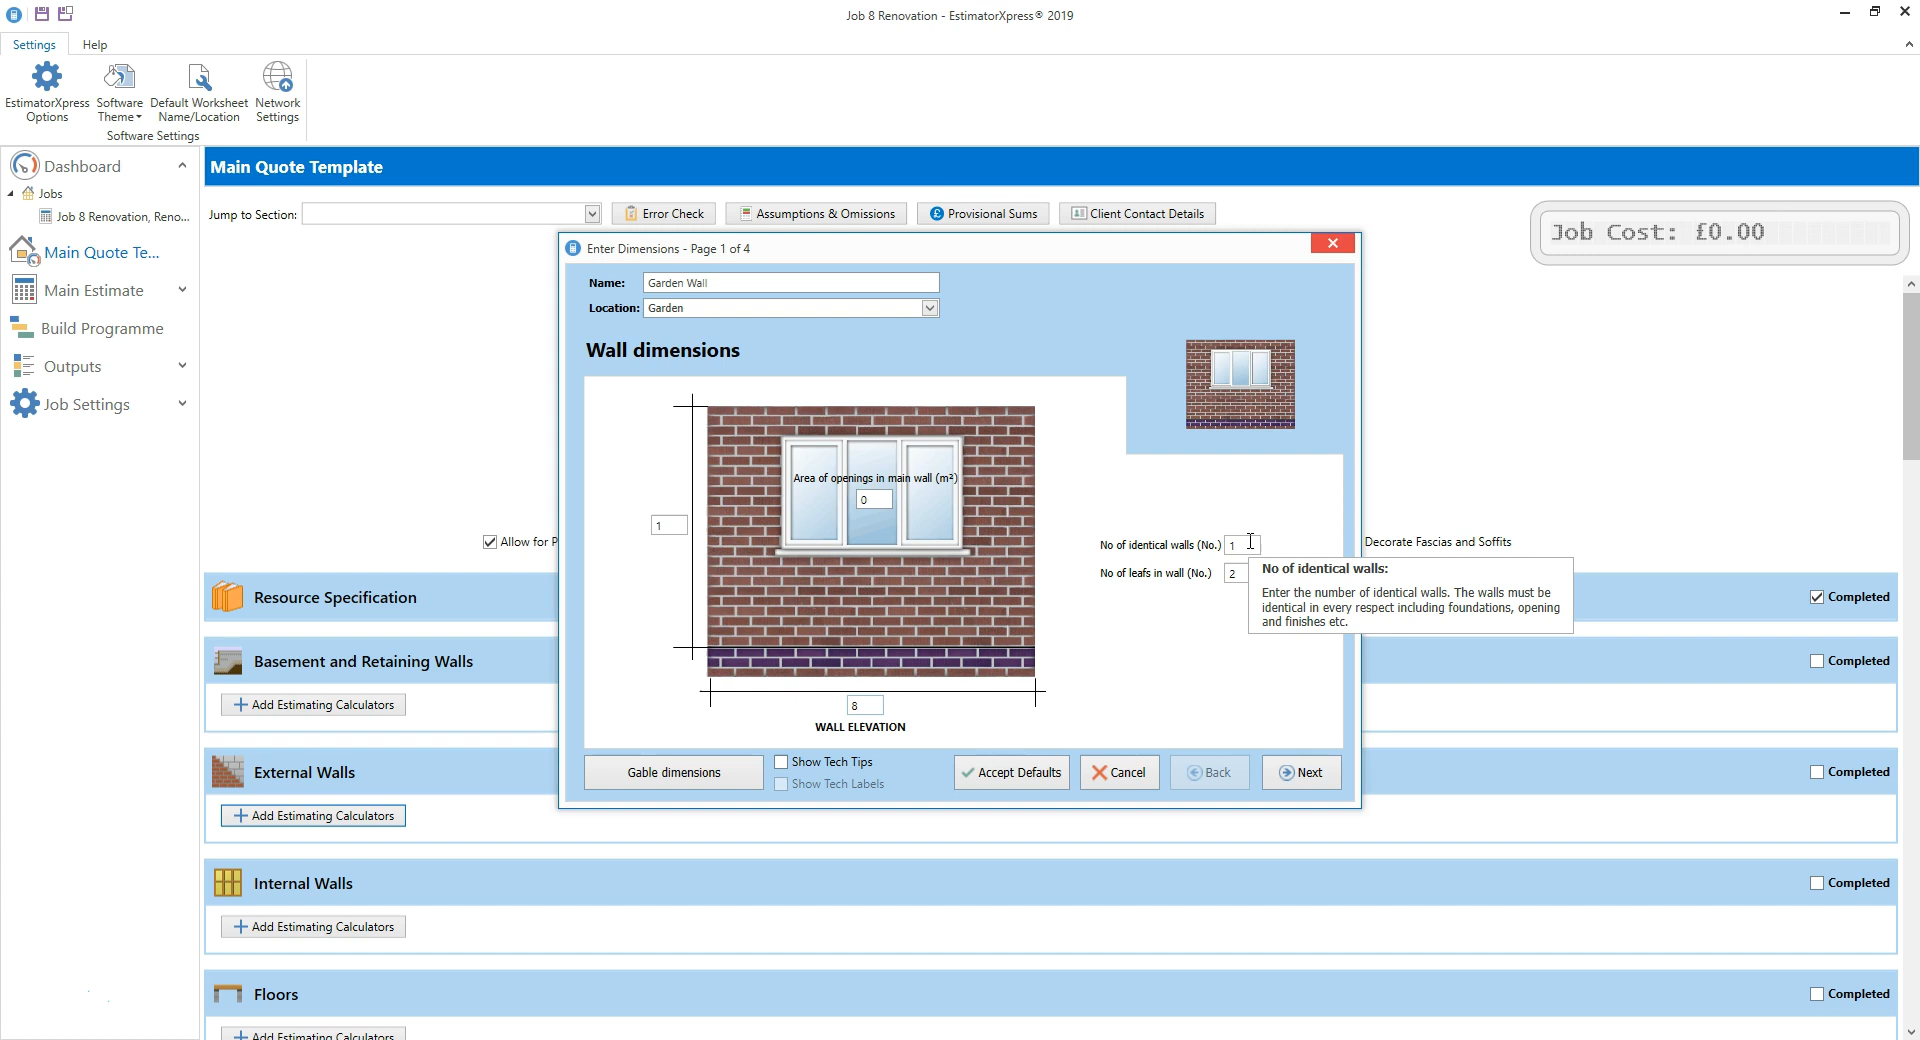 Job 8 Renovation - EstimatorXpress® 2019
Settings
Help
EstimatorXpress Options
Software Theme
Default Worksheet Name/Location
Network Settings
Software Settings
Dashboard
Jobs
Job 8 Renovation, Reno...
Main Quote Te...
Main Estimate
Build Programme
Outputs
Job Settings
Main Quote Template
Jump to Section:
Error Check
Assumptions & Omissions
Provisional Sums
Client Contact Details
Job Cost: £0.00
Enter Dimensions - Page 1 of 4
Name: Garden Wall
Location: Garden
Wall dimensions
Area of openings in main wall (m²)
0
1
No of identical walls (No.) 1
No of leafs in wall (No.) 2
No of identical walls:
Enter the number of identical walls. The walls must be
identical in every respect including foundations, opening
and finishes etc.
8
WALL ELEVATION
Gable dimensions
Show Tech Tips
Show Tech Labels
Accept Defaults
Cancel
Back
Next
Allow for P
Decorate Fascias and Soffits
Resource Specification
Completed
Basement and Retaining Walls
Completed
Add Estimating Calculators
External Walls
Completed
Add Estimating Calculators
Internal Walls
Completed
Add Estimating Calculators
Floors
Completed
Add Estimating Calculators